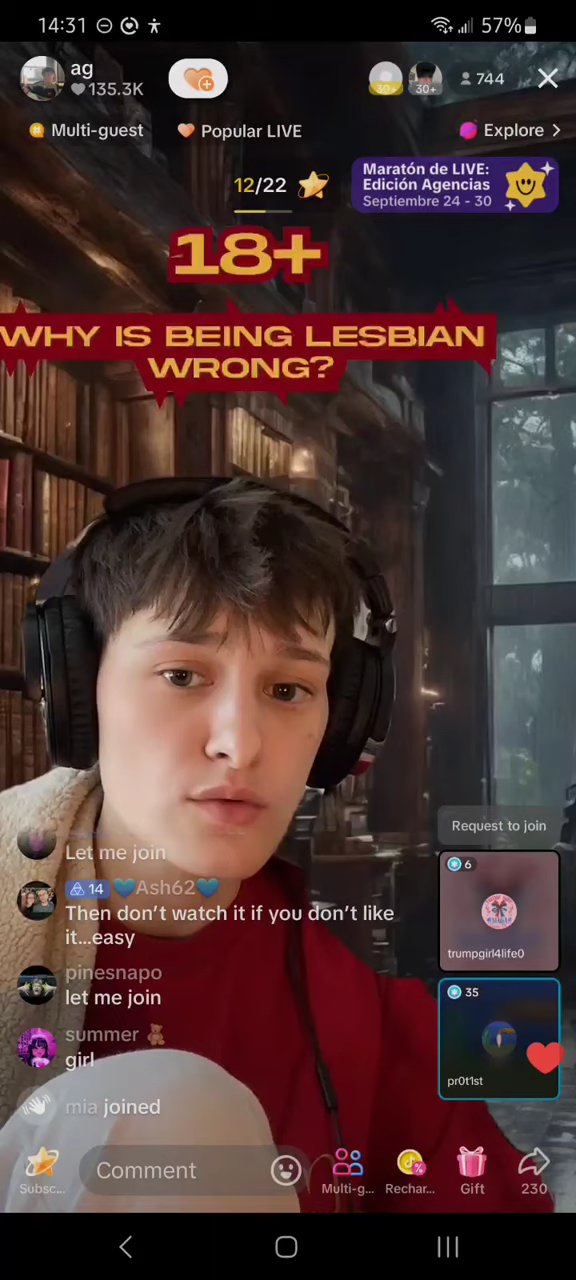 14:31
57%
ag
135.3K
30+
30+
744
Multi-guest
Popular LIVE
Explore
12/22
Maratón de LIVE:
Edición Agencias
Septiembre 24 - 30
18+
WHY IS BEING LESBIAN
WRONG?
Request to join
Let me join
6
trumpgirl4life0
14 Ash62
Then don't watch it if you don't like
it...easy
pinesnapo
let me join
35
pr0t1st
summer
girl
mia joined
Comment
Subsc...
Multi-g...
Rechar...
Gift
230